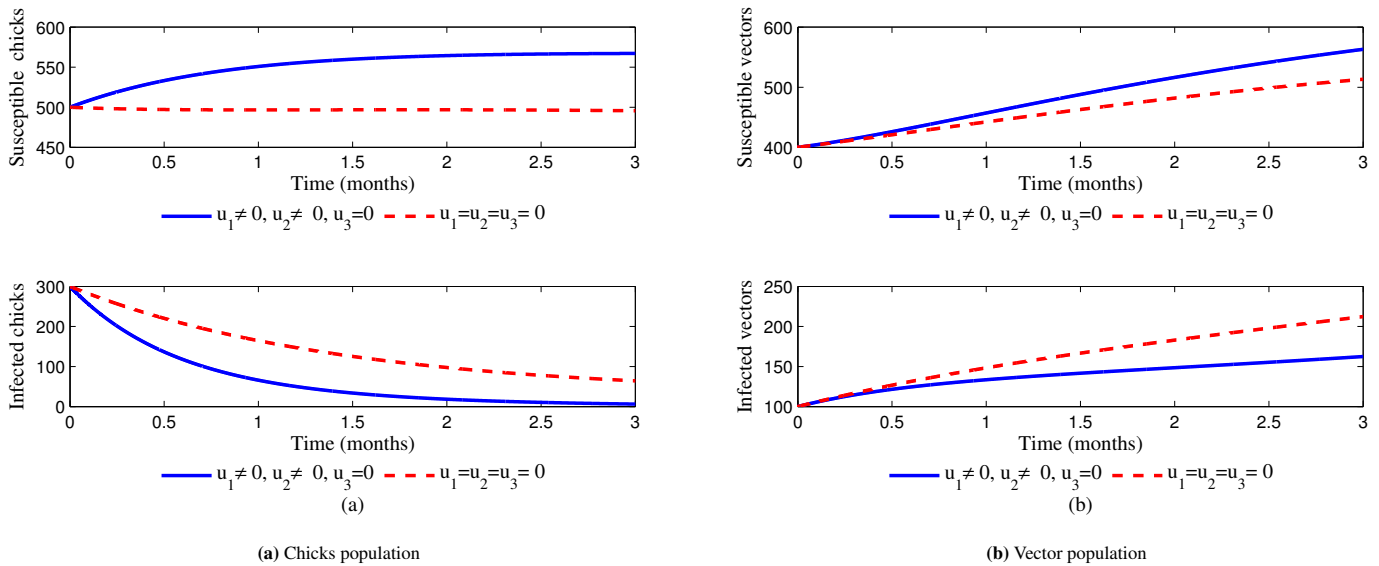 Susceptible chicks
600
550
500
450
0 0.5 1 1.5 2 2.5 3
Time (months)
u1≠ 0, u2≠ 0, u3=0 u1=u2=u3= 0
Infected chicks
300
200
100
0
0 0.5 1 1.5 2 2.5 3
Time (months)
u1≠ 0, u2≠ 0, u3=0 u1=u2=u3= 0
(a)
(a) Chicks population
Susceptible vectors
600
500
400
0 0.5 1 1.5 2 2.5 3
Time (months)
u1≠ 0, u2≠ 0, u3=0 u1=u2=u3= 0
Infected vectors
250
200
150
100
0 0.5 1 1.5 2 2.5 3
Time (months)
u1≠ 0, u2≠ 0, u3=0 u1=u2=u3= 0
(b)
(b) Vector population